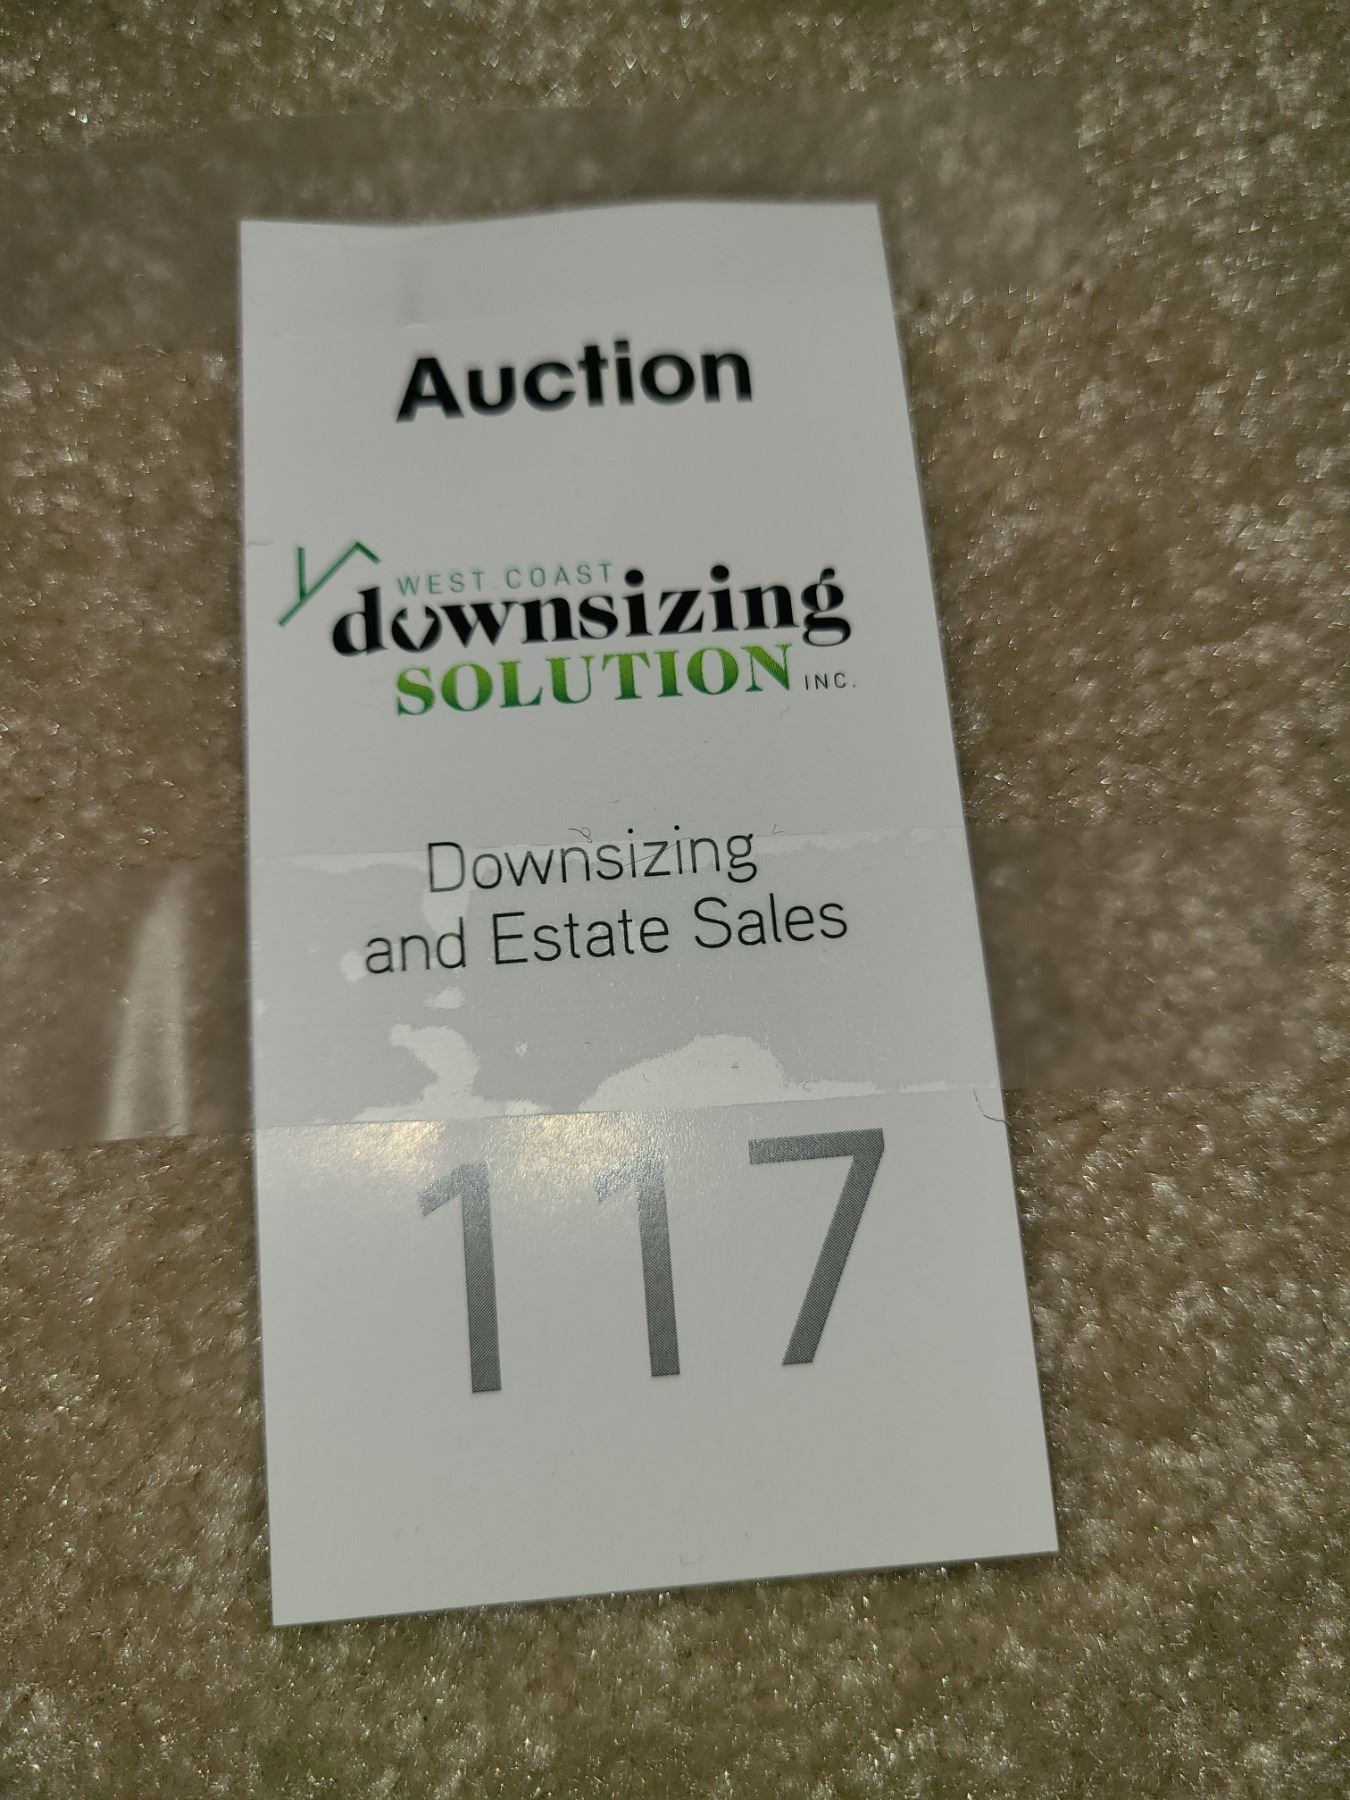 Auction
WEST COAST
downsizing
SOLUTION INC.
Downsizing
and Estate Sales
117